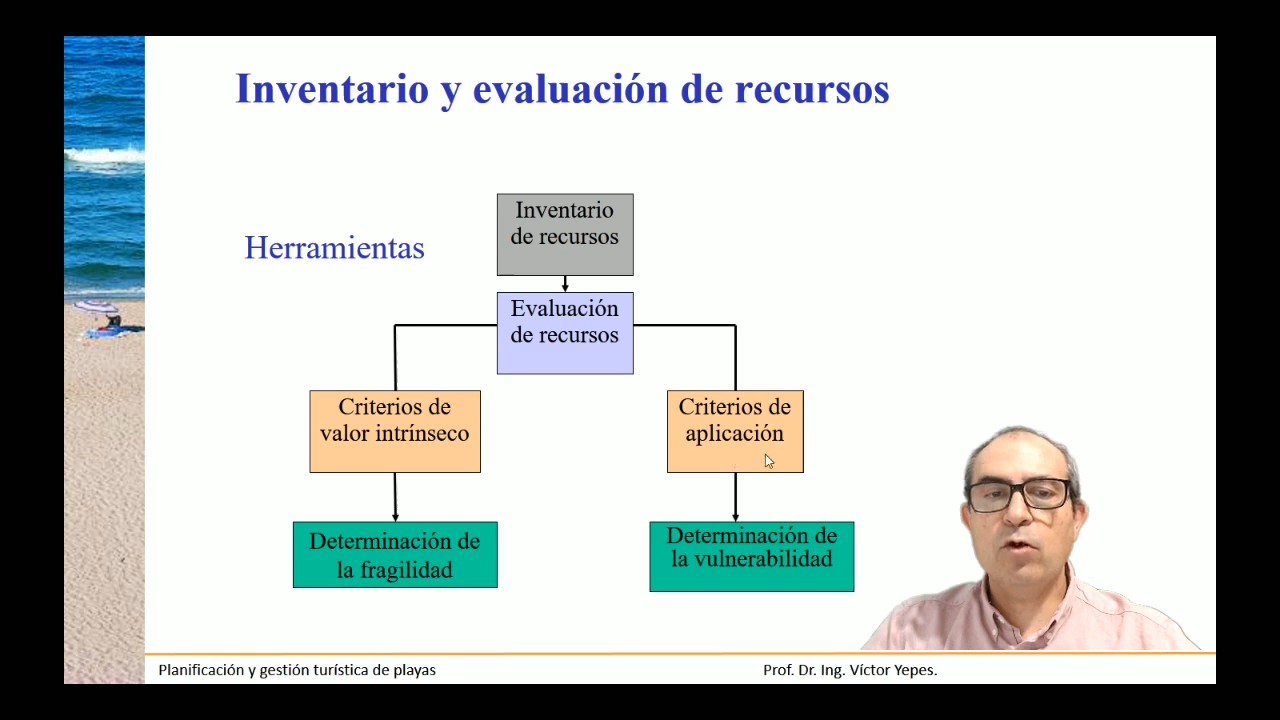 Inventario y evaluación de recursos
Herramientas
Inventario
de recursos
Evaluación
de recursos
Criterios de
valor intrínseco
Criterios de
aplicación
Determinación de
la fragilidad
Determinación de
la vulnerabilidad
Planificación y gestión turística de playas
Prof. Dr. Ing. Víctor Yepes.